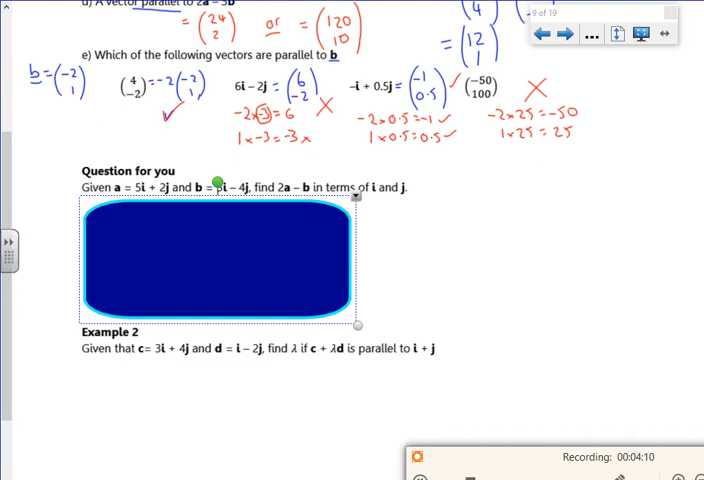 d) A vector parallel to 2a – 3b
= (24 2) or = (120 10)
4
= (12 1)
9 of 19
e) Which of the following vectors are parallel to b
b = (-2 1)
(4 -2) = -2 (-2 1) 6i – 2j = (6 -2) –i + 0.5j = (-1 0.5) ✓ (-50 100) ✗
✓ -2 x -3 = 6 ✗ -2 x 0.5 = -1 ✓ -2 x 25 = -50
1 x -3 = -3 x 1 x 0.5 = 0.5 ✓ 1 x 25 = 25
Question for you
Given a = 5i + 2j and b = i – 4j, find 2a – b in terms of i and j.
Example 2
Given that c= 3i + 4j and d = i – 2j, find λ if c + λd is parallel to i + j
Recording: 00:04:10